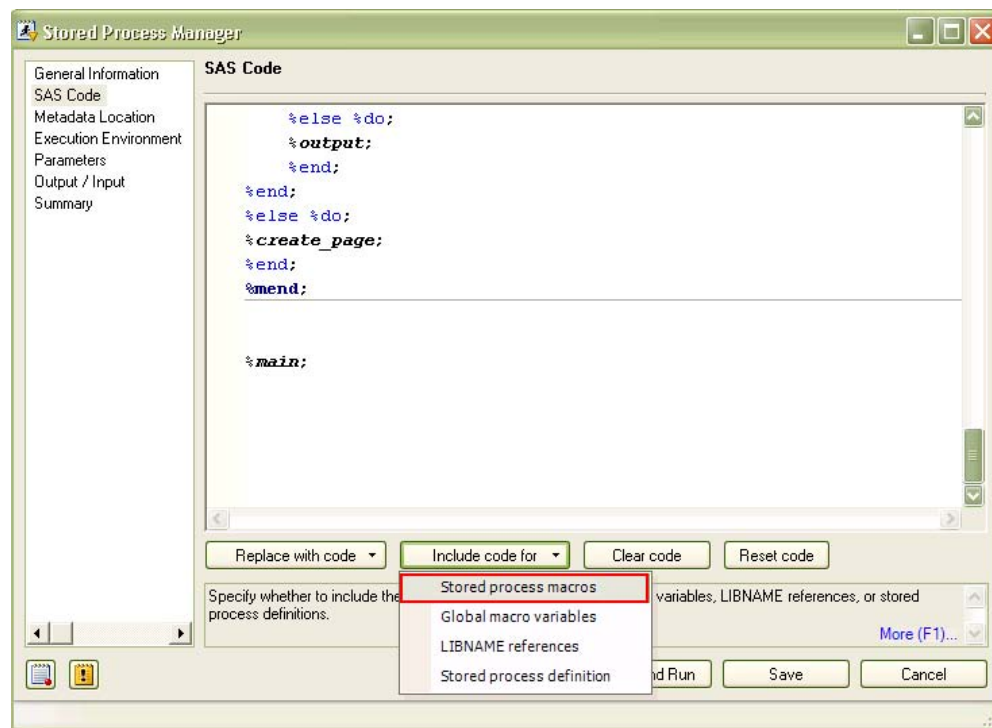 Stored Process Manager
General Information
SAS Code
Metadata Location
Execution Environment
Parameters
Output / Input
Summary
SAS Code
%else %do;
%output;
%end;
%end;
%else %do;
%create_page;
%end;
%mend;
%main;
Replace with code
Include code for
Clear code
Reset code
Stored process macros
Global macro variables
LIBNAME references
Stored process definition
Specify whether to include the variables, LIBNAME references, or stored
process definitions.
More (F1)...
Run
Save
Cancel